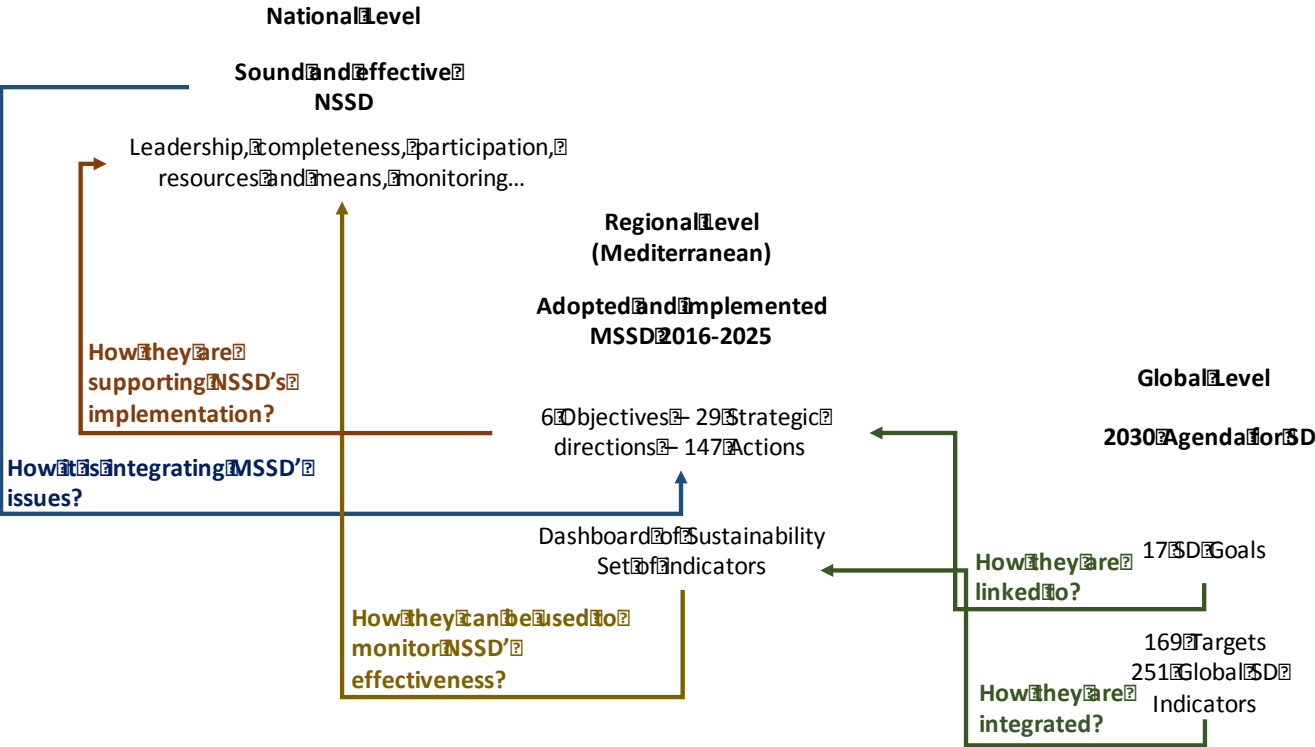 National Level
Sound and effective
NSSD
Leadership, completeness, participation,
resources and means, monitoring...
Regional Level
(Mediterranean)
Adopted and implemented
MSSD 2016-2025
How they are
supporting NSSD's
implementation?
Global Level
6 Objectives – 29 Strategic
directions – 147 Actions
2030 Agenda for SD
How it is integrating MSSD'
issues?
Dashboard of Sustainability
Set of Indicators
How they are
linked to?
17 SD Goals
How they can be used to
monitor NSSD'
effectiveness?
169 Targets
251 Global SD
Indicators
How they are
integrated?